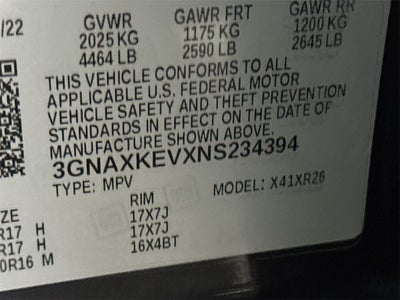 /22 GVWR GAWR FRT GAWR RR
2025 KG 1175 KG 1200 KG
4464 LB 2590 LB 2645 LB
THIS VEHICLE CONFORMS TO ALL
APPLICABLE U.S. FEDERAL MOTOR
VEHICLE SAFETY AND THEFT PREVENTION
STANDARDS IN EFFECT ON THE DATE OF
MANUFACTURE SHOWN ABOVE.
3GNAXKEVXNS234394
TYPE: MPV MODEL: X41XR26
ZE RIM
R17 H 17X7J
R17 H 17X7J
0R16 M 16X4BT